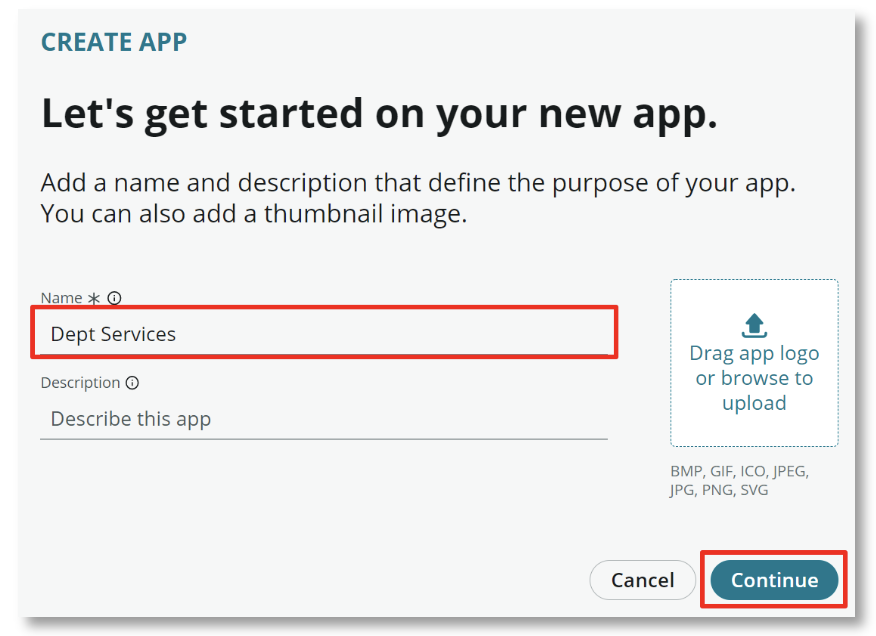 CREATE APP
Let's get started on your new app.
Add a name and description that define the purpose of your app.
You can also add a thumbnail image.
Name *
Dept Services
Description
Describe this app
Drag app logo
or browse to
upload
BMP, GIF, ICO, JPEG,
JPG, PNG, SVG
Cancel
Continue